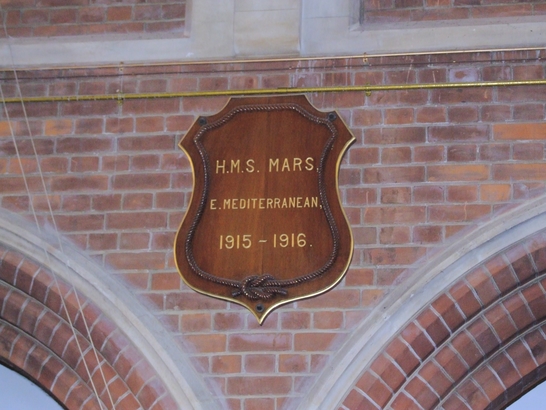 H.M.S. MARS,
E.MEDITERRANEAN,
1915 - 1916.